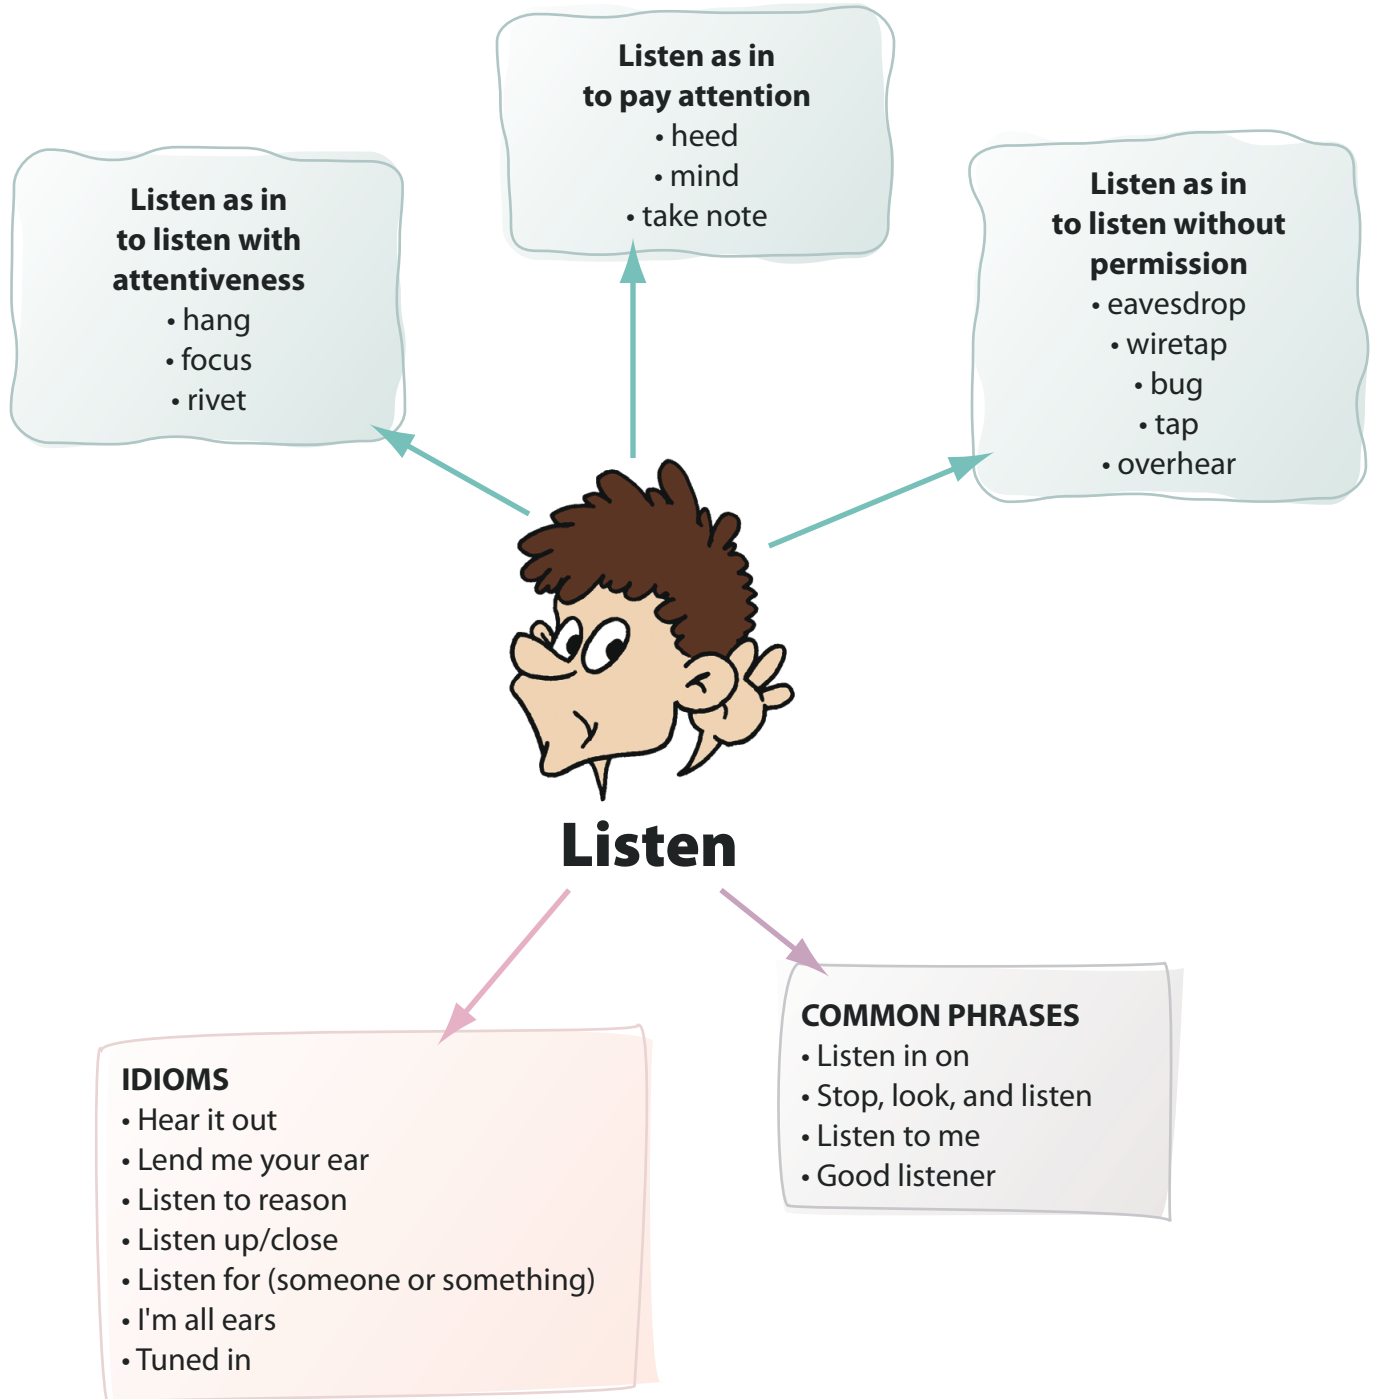 Listen as in
to pay attention
• heed
• mind
• take note
Listen as in
to listen with
attentiveness
• hang
• focus
• rivet
Listen as in
to listen without
permission
• eavesdrop
• wiretap
• bug
• tap
• overhear
Listen
IDIOMS
• Hear it out
• Lend me your ear
• Listen to reason
• Listen up/close
• Listen for (someone or something)
• I'm all ears
• Tuned in
COMMON PHRASES
• Listen in on
• Stop, look, and listen
• Listen to me
• Good listener